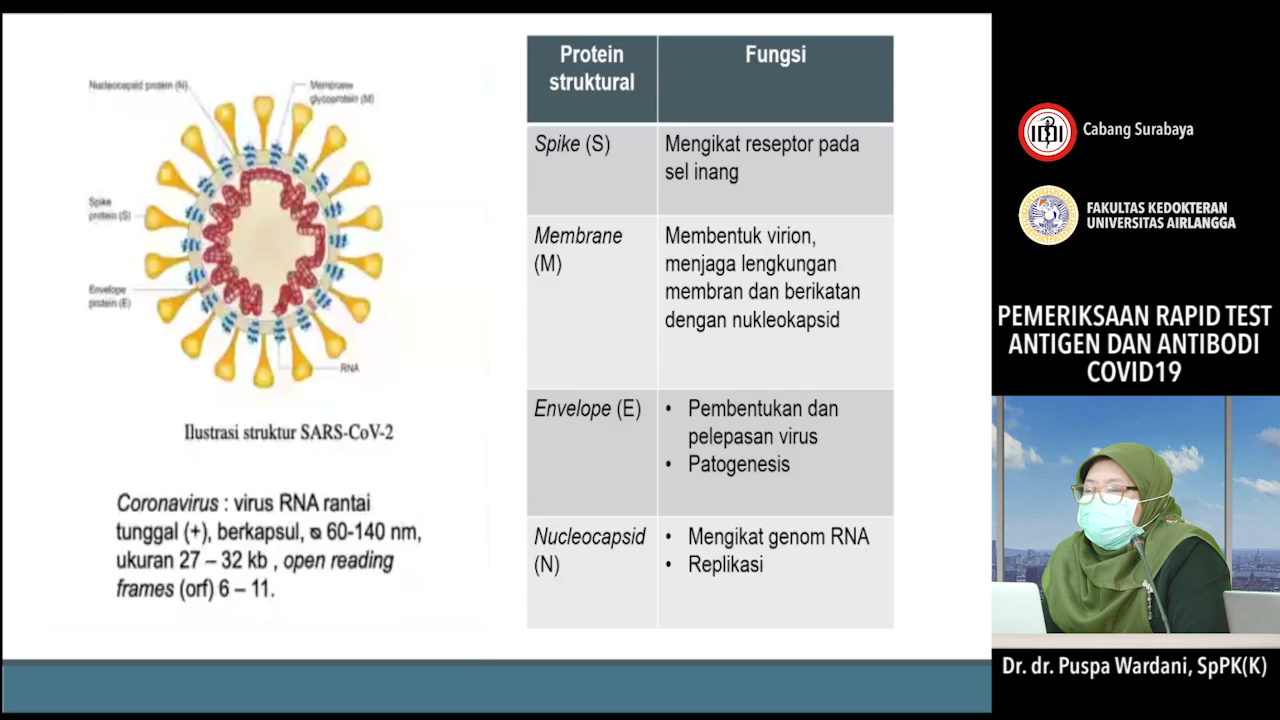 Nucleocapsid protein (N)
Membrane
glycoprotein (M)
Spike
protein (S)
Envelope
protein (E)
RNA
Ilustrasi struktur SARS-CoV-2
Coronavirus : virus RNA rantai
tunggal (+), berkapsul, ᴓ 60-140 nm,
ukuran 27 – 32 kb , open reading
frames (orf) 6 – 11.
Protein
struktural
Fungsi
Spike (S)
Mengikat reseptor pada
sel inang
Membrane
(M)
Membentuk virion,
menjaga lengkungan
membran dan berikatan
dengan nukleokapsid
Envelope (E)
• Pembentukan dan
pelepasan virus
• Patogenesis
Nucleocapsid
(N)
• Mengikat genom RNA
• Replikasi
IDI
Cabang Surabaya
FAKULTAS KEDOKTERAN
UNIVERSITAS AIRLANGGA
PEMERIKSAAN RAPID TEST
ANTIGEN DAN ANTIBODI
COVID19
Dr. dr. Puspa Wardani, SpPK(K)